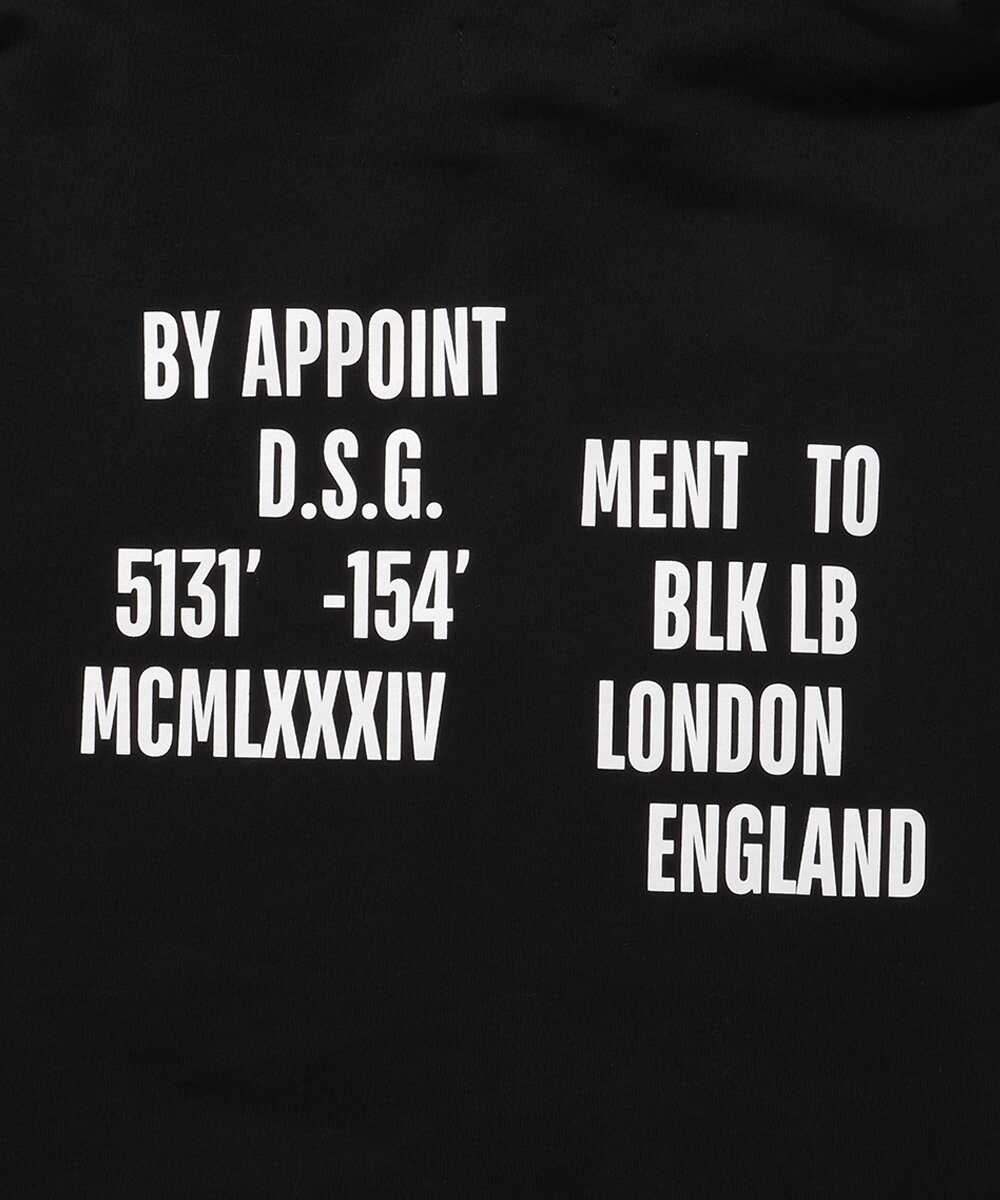 BY APPOINT
D.S.G.
5131′ -154′
MCMLXXXIV
MENT TO
BLK LB
LONDON
ENGLAND